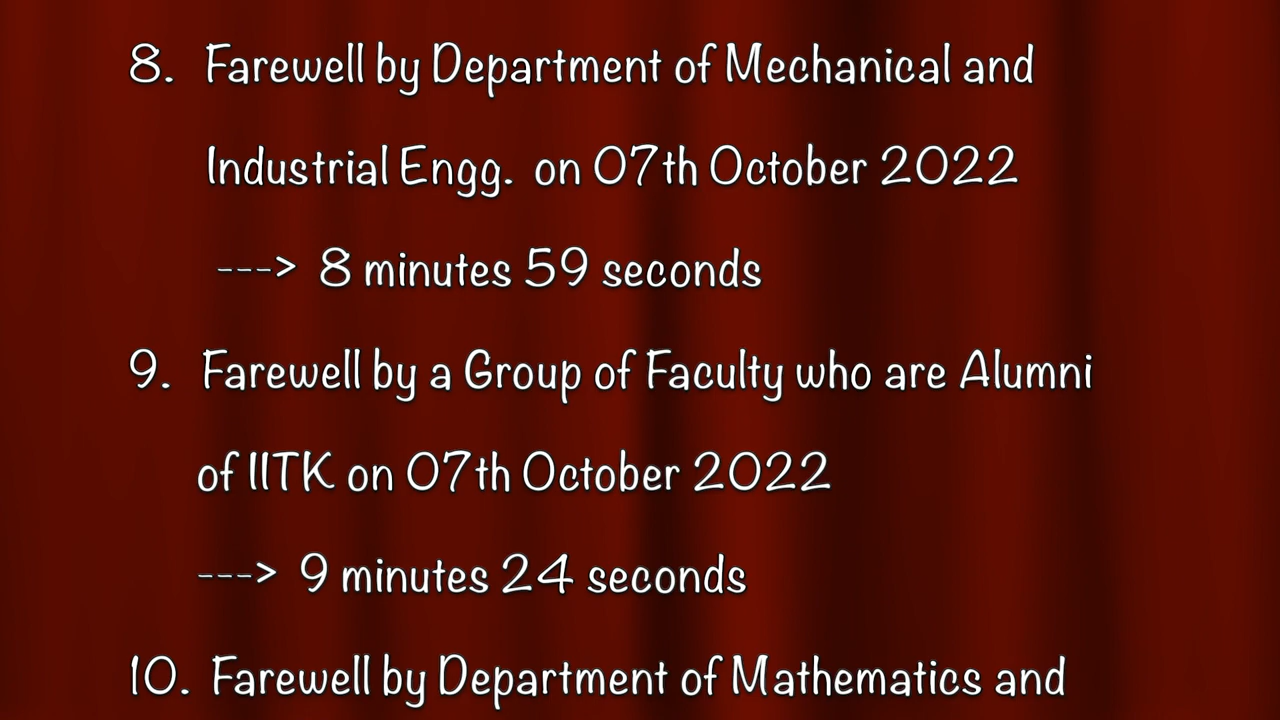 8. Farewell by Department of Mechanical and
Industrial Engg. on 07th October 2022
---> 8 minutes 59 seconds
9. Farewell by a Group of Faculty who are Alumni
of IITK on 07th October 2022
---> 9 minutes 24 seconds
10. Farewell by Department of Mathematics and